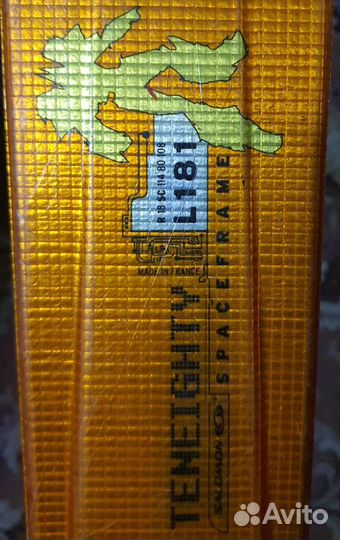 L181
MADE IN FRANCE
TENEIGHTY
SPACEFRAME
SALOMON
Avito